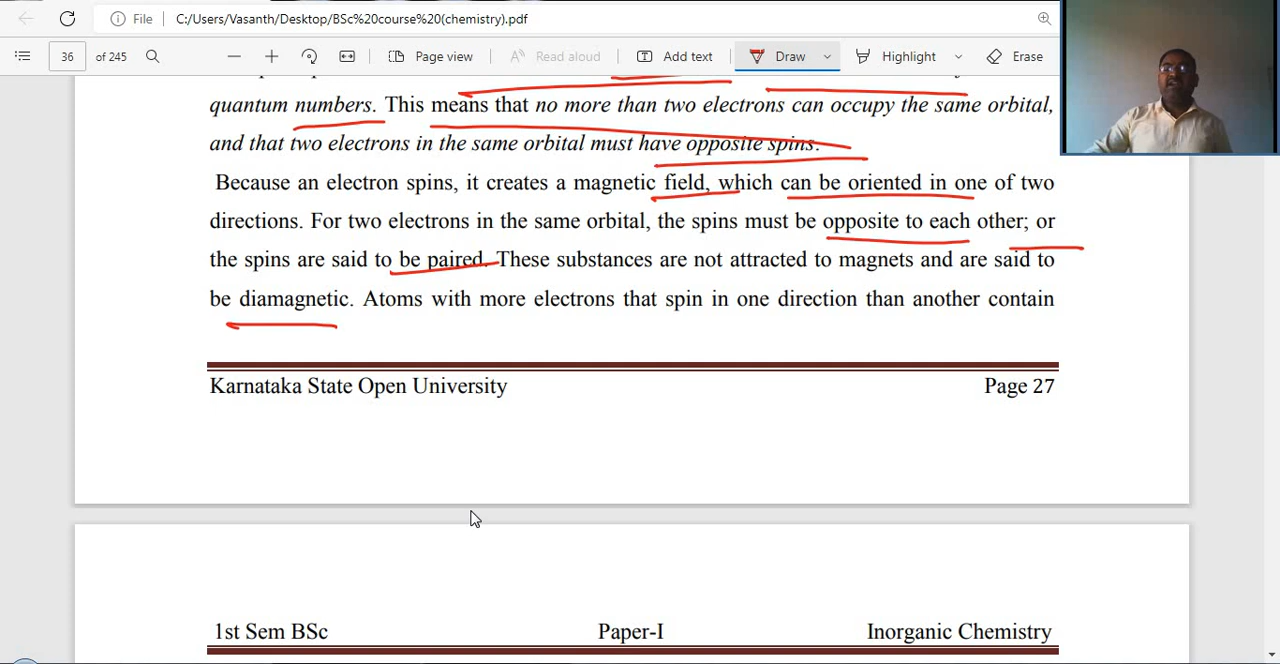 File C:/Users/Vasanth/Desktop/BSc%20course%20(chemistry).pdf
36 of 245 Page view Read aloud Add text Draw Highlight Erase
quantum numbers. This means that no more than two electrons can occupy the same orbital,
and that two electrons in the same orbital must have opposite spins.
Because an electron spins, it creates a magnetic field, which can be oriented in one of two
directions. For two electrons in the same orbital, the spins must be opposite to each other; or
the spins are said to be paired. These substances are not attracted to magnets and are said to
be diamagnetic. Atoms with more electrons that spin in one direction than another contain
Karnataka State Open University Page 27
1st Sem BSc Paper-I Inorganic Chemistry